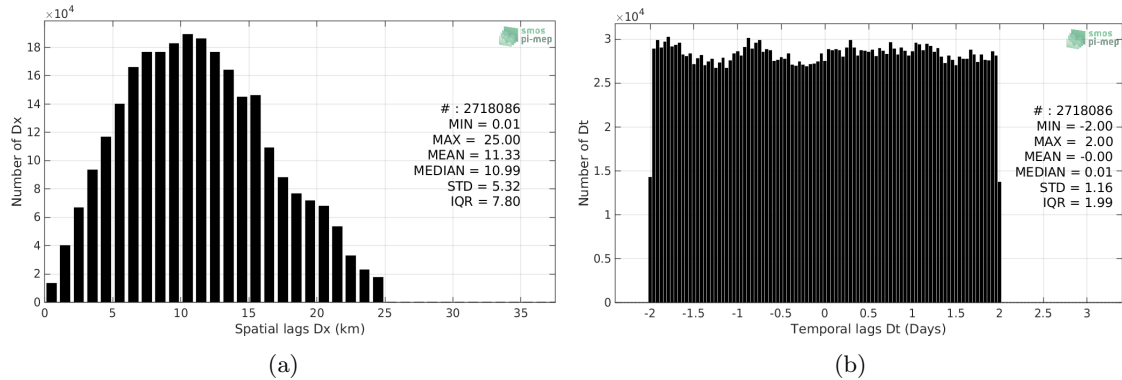 ×10⁴
18
16
14
12
10
8
6
4
2
0
Number of Dx
0 5 10 15 20 25 30 35
Spatial lags Dx (km)
smos
pi-mep
# : 2718086
MIN = 0.01
MAX = 25.00
MEAN = 11.33
MEDIAN = 10.99
STD = 5.32
IQR = 7.80
(a)
×10⁴
3
2.5
2
1.5
1
0.5
0
Number of Dt
-2 -1.5 -1 -0.5 0 0.5 1 1.5 2 2.5 3
Temporal lags Dt (Days)
smos
pi-mep
# : 2718086
MIN = -2.00
MAX = 2.00
MEAN = -0.00
MEDIAN = 0.01
STD = 1.16
IQR = 1.99
(b)